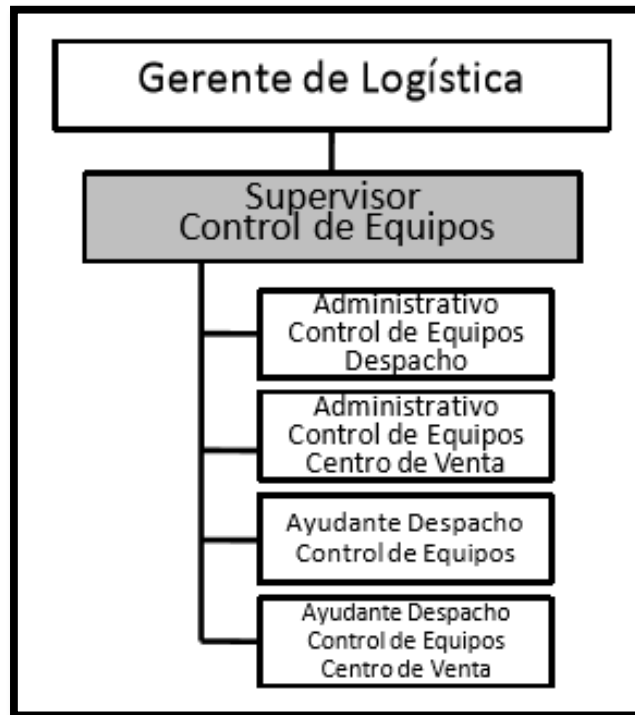 Gerente de Logística
Supervisor
Control de Equipos
Administrativo
Control de Equipos
Despacho
Administrativo
Control de Equipos
Centro de Venta
Ayudante Despacho
Control de Equipos
Ayudante Despacho
Control de Equipos
Centro de Venta